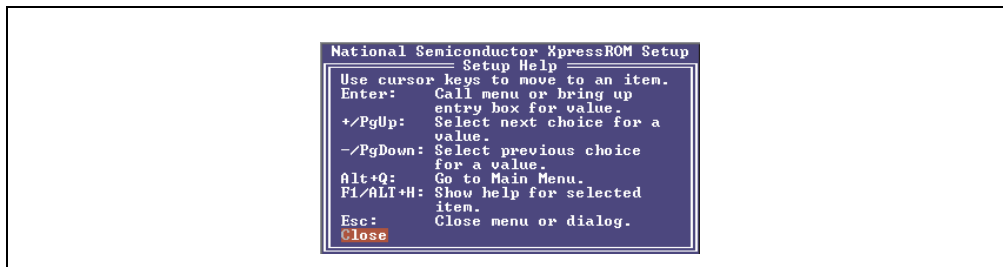 National Semiconductor XpressROM Setup
Setup Help
Use cursor keys to move to an item.
Enter: Call menu or bring up
entry box for value.
+/PgUp: Select next choice for a
value.
-/PgDown: Select previous choice
for a value.
Alt+Q: Go to Main Menu.
F1/ALT+H: Show help for selected
item.
Esc: Close menu or dialog.
Close